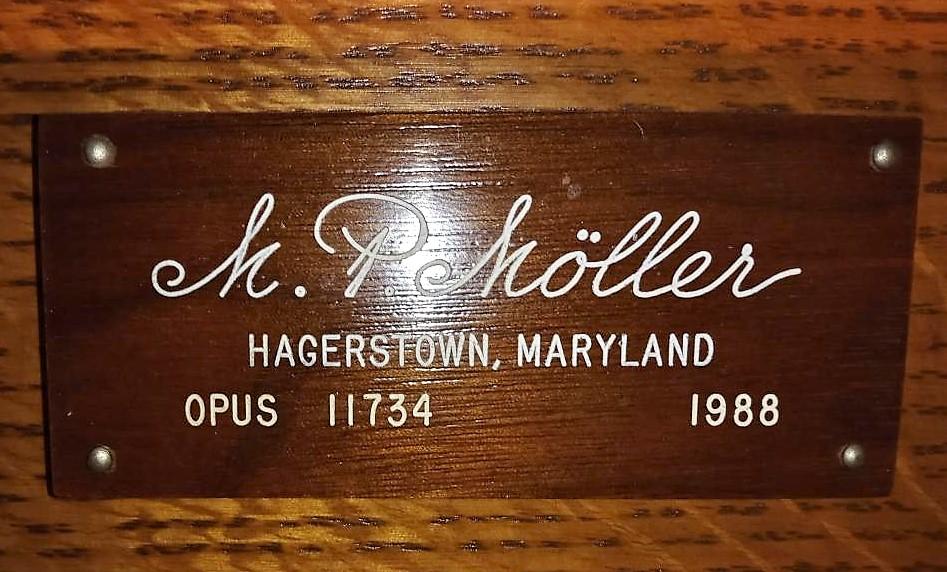 M. P. Möller
HAGERSTOWN, MARYLAND
OPUS 11734 1988